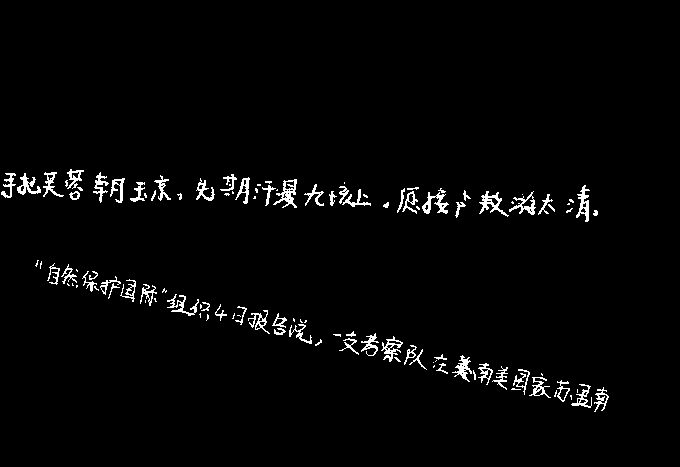 手把芙蓉朝玉京。先期汗漫九垓上,愿接卢敖游太清。
“自然保护国际”组织4日报告说,一支考察队在南美国家苏里南